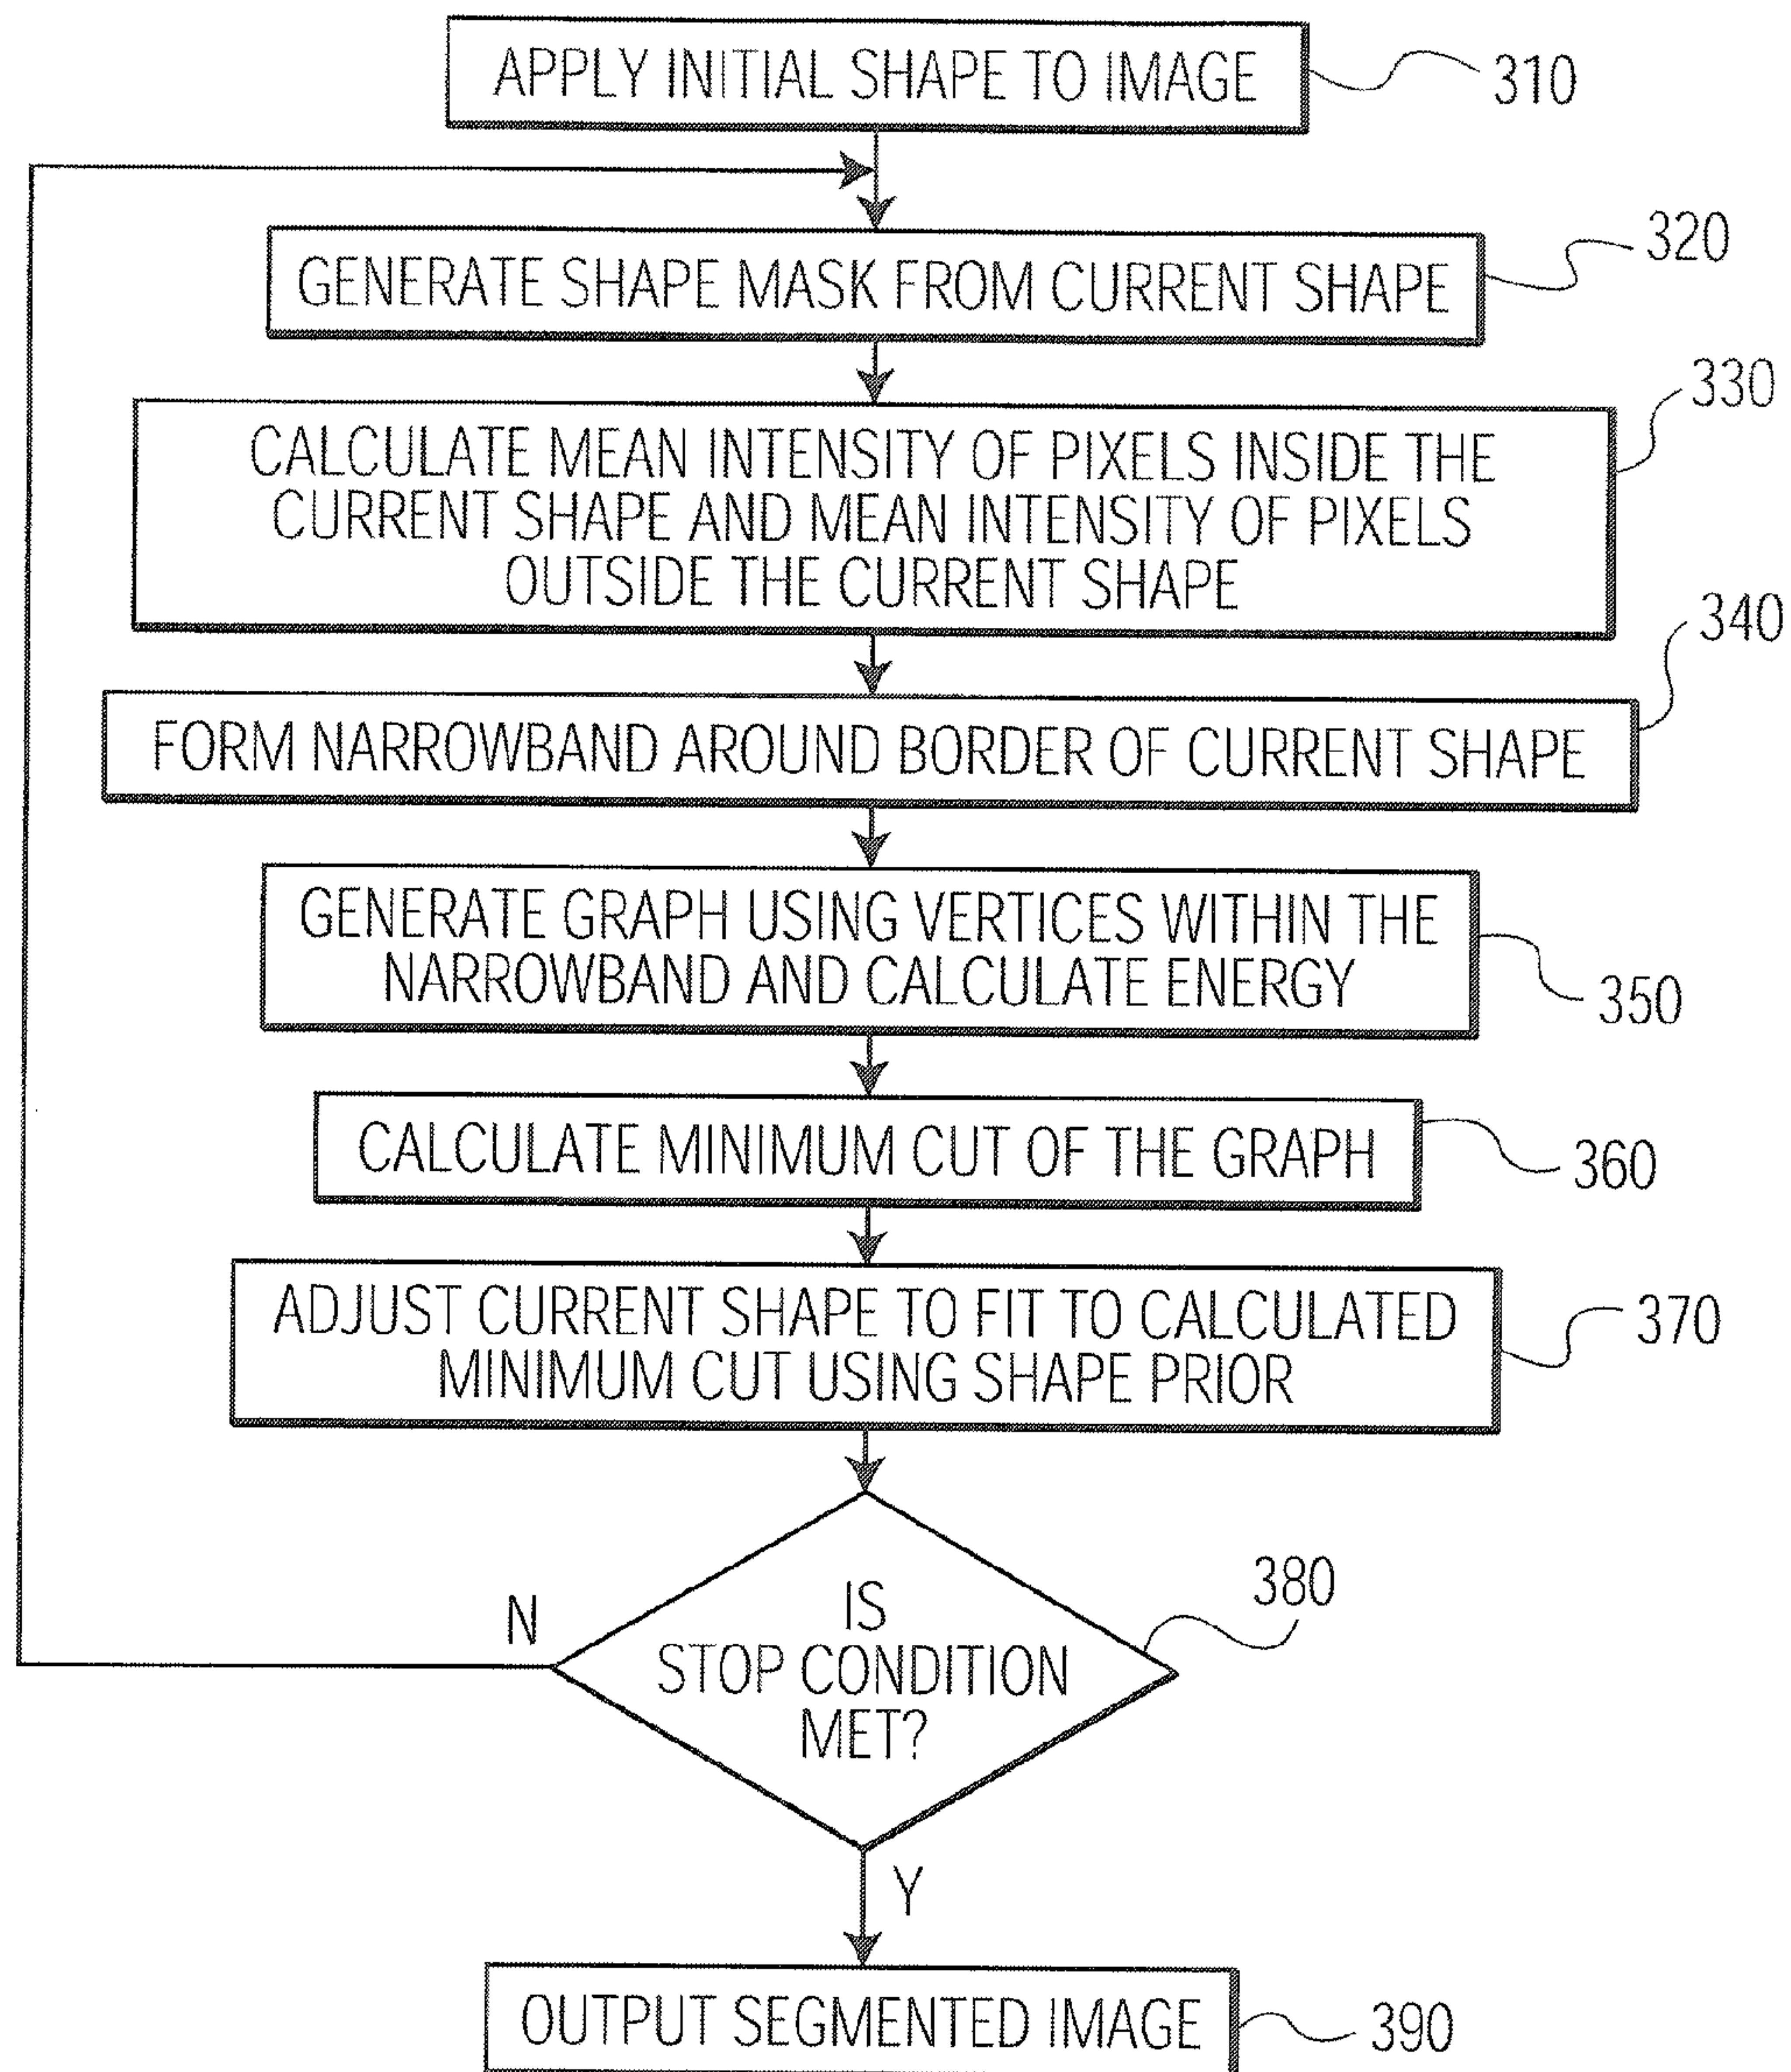 APPLY INITIAL SHAPE TO IMAGE
310
GENERATE SHAPE MASK FROM CURRENT SHAPE
320
CALCULATE MEAN INTENSITY OF PIXELS INSIDE THE
CURRENT SHAPE AND MEAN INTENSITY OF PIXELS
OUTSIDE THE CURRENT SHAPE
330
FORM NARROWBAND AROUND BORDER OF CURRENT SHAPE
340
GENERATE GRAPH USING VERTICES WITHIN THE
NARROWBAND AND CALCULATE ENERGY
350
CALCULATE MINIMUM CUT OF THE GRAPH
360
ADJUST CURRENT SHAPE TO FIT TO CALCULATED
MINIMUM CUT USING SHAPE PRIOR
370
IS
STOP CONDITION
MET?
380
N
Y
OUTPUT SEGMENTED IMAGE
390